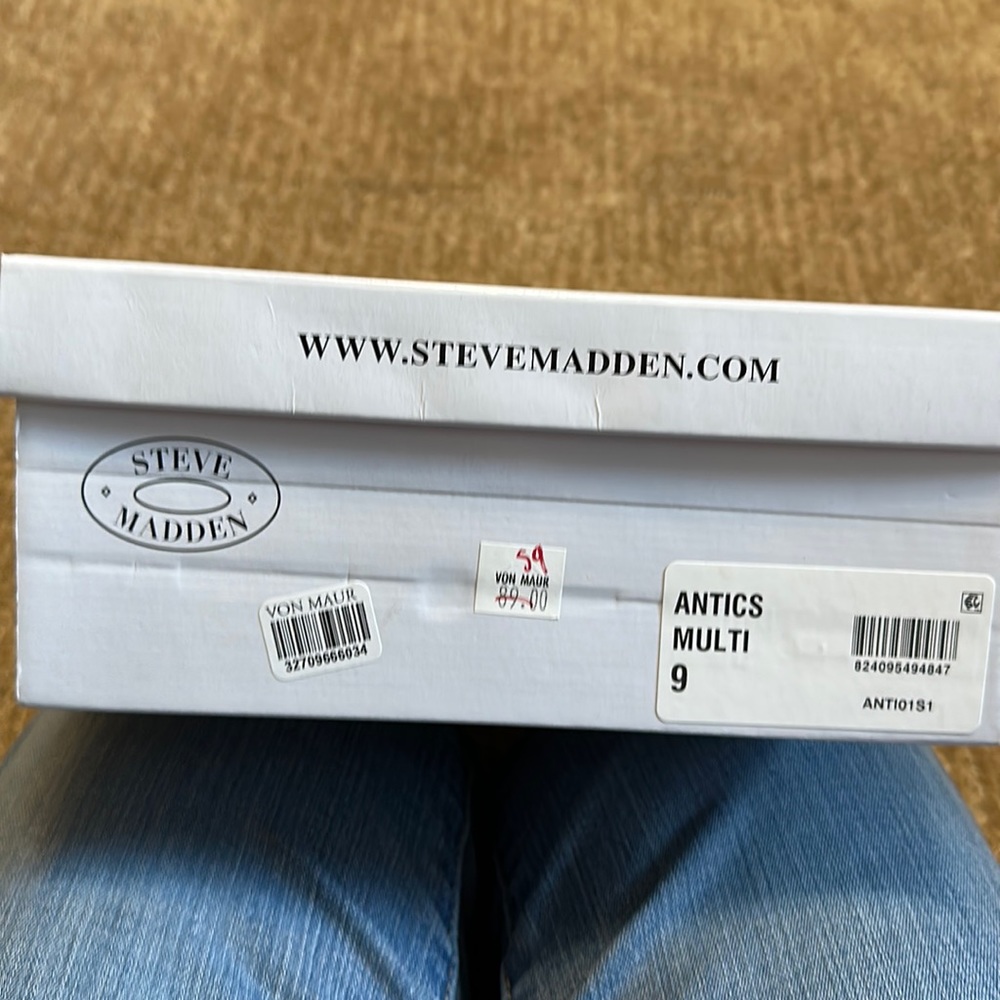 WWW.STEVEMADDEN.COM
STEVE
MADDEN
VON MAUR
32709666034
59
VON MAUR
89.00
ANTICS
MULTI
9
824095494847
ANTI01S1